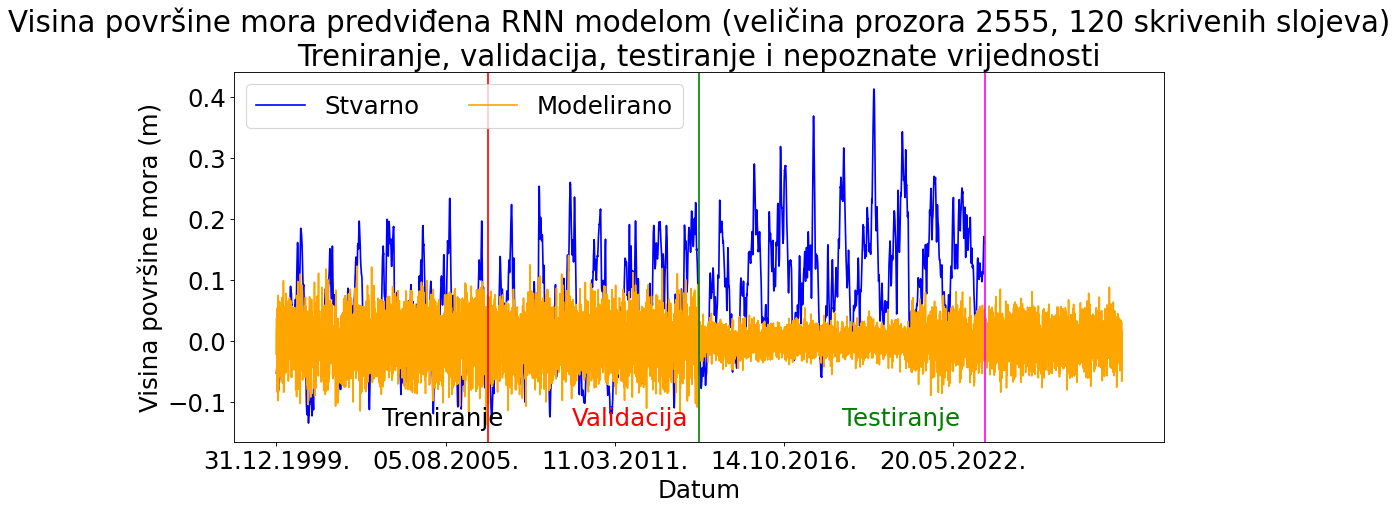 Visina površine mora predviđena RNN modelom (veličina prozora 2555, 120 skrivenih slojeva)
Treniranje, validacija, testiranje i nepoznate vrijednosti
Stvarno
Modelirano
Visina površine mora (m)
0.4
0.3
0.2
0.1
0.0
−0.1
Treniranje
Validacija
Testiranje
31.12.1999.
05.08.2005.
11.03.2011.
14.10.2016.
20.05.2022.
Datum